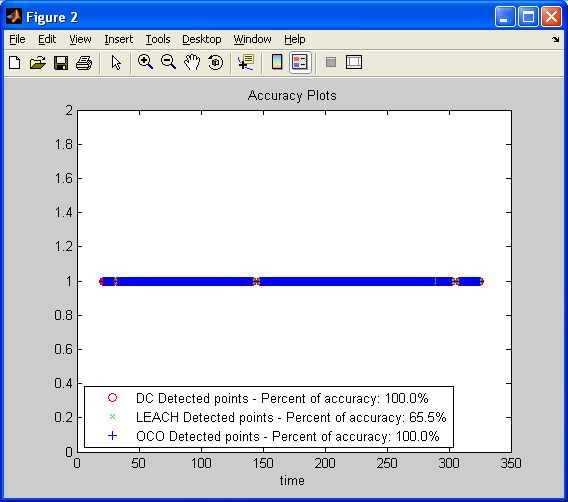 Figure 2
File Edit View Insert Tools Desktop Window Help
Accuracy Plots
2
1.8
1.6
1.4
1.2
1
0.8
0.6
0.4
0.2
0
DC Detected points - Percent of accuracy: 100.0%
LEACH Detected points - Percent of accuracy: 65.5%
OCO Detected points - Percent of accuracy: 100.0%
0 50 100 150 200 250 300 350
time